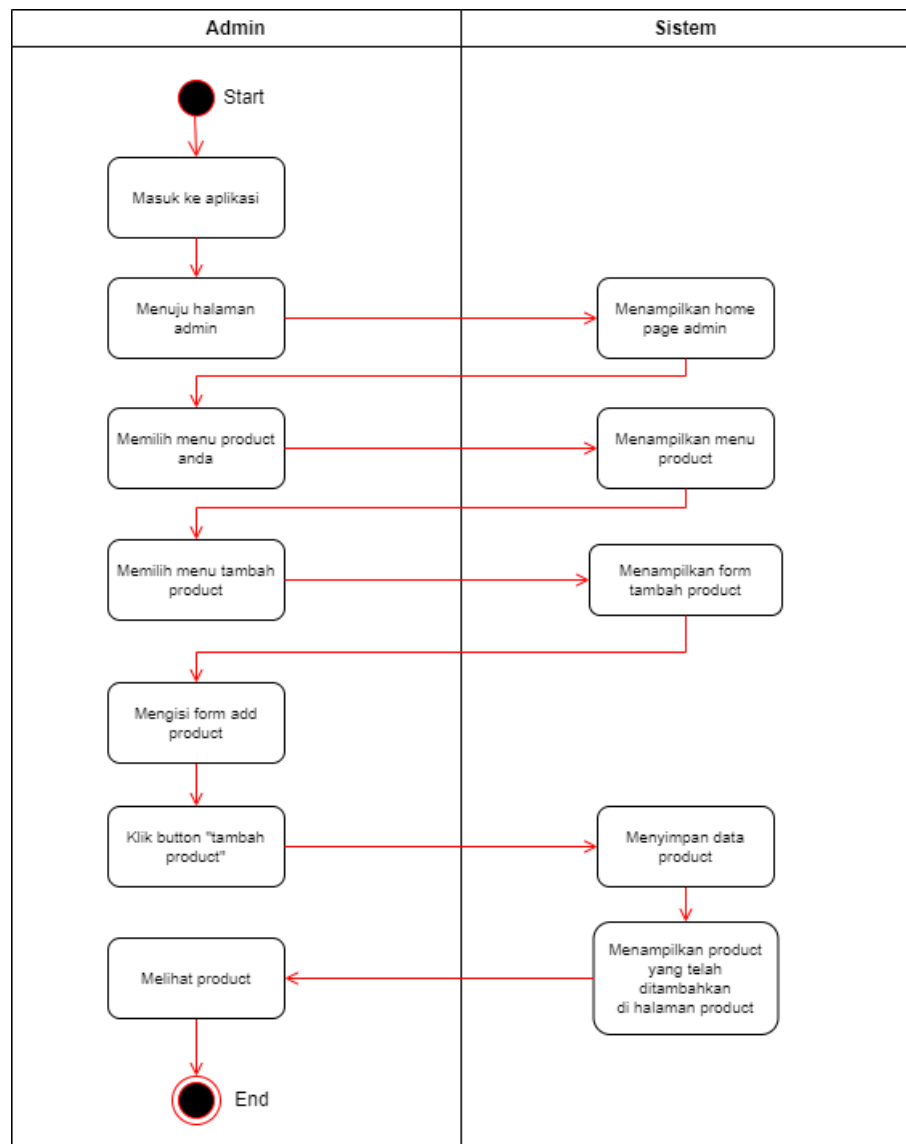 Admin
Sistem
Start
Masuk ke aplikasi
Menuju halaman
admin
Menampilkan home
page admin
Memilih menu product
anda
Menampilkan menu
product
Memilih menu tambah
product
Menampilkan form
tambah product
Mengisi form add
product
Klik button "tambah
product"
Menyimpan data
product
Menampilkan product
yang telah
ditambahkan
di halaman product
Melihat product
End